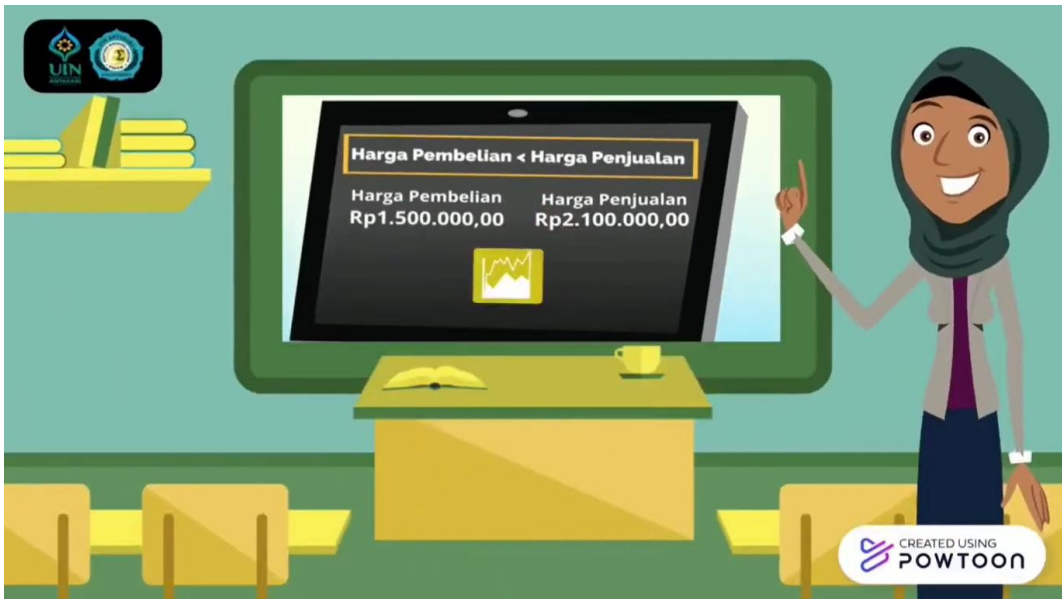 UIN
ANTASARI
Harga Pembelian < Harga Penjualan
Harga Pembelian
Rp1.500.000,00
Harga Penjualan
Rp2.100.000,00
CREATED USING
POWTOON